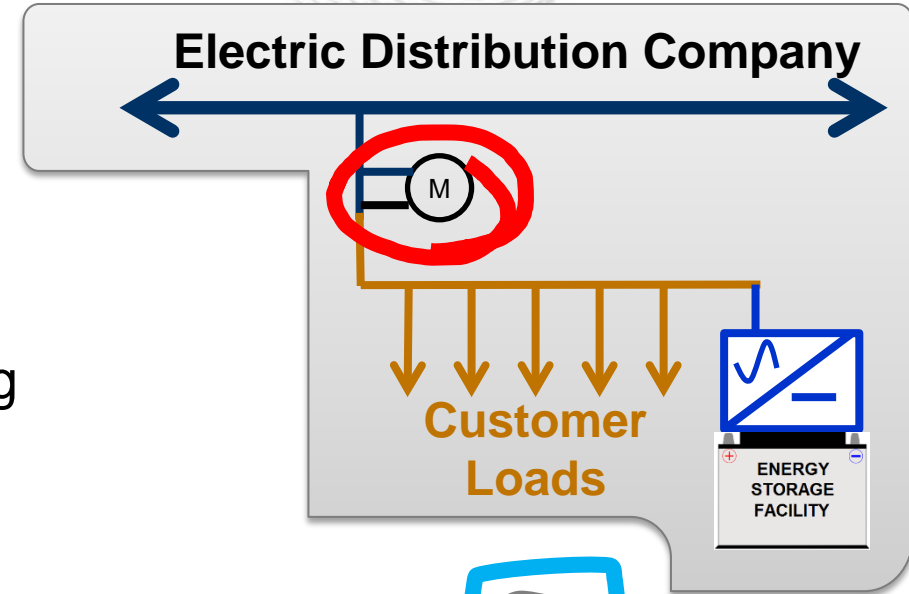 Electric Distribution Company
M
g
Customer
Loads
+ −
ENERGY
STORAGE
FACILITY